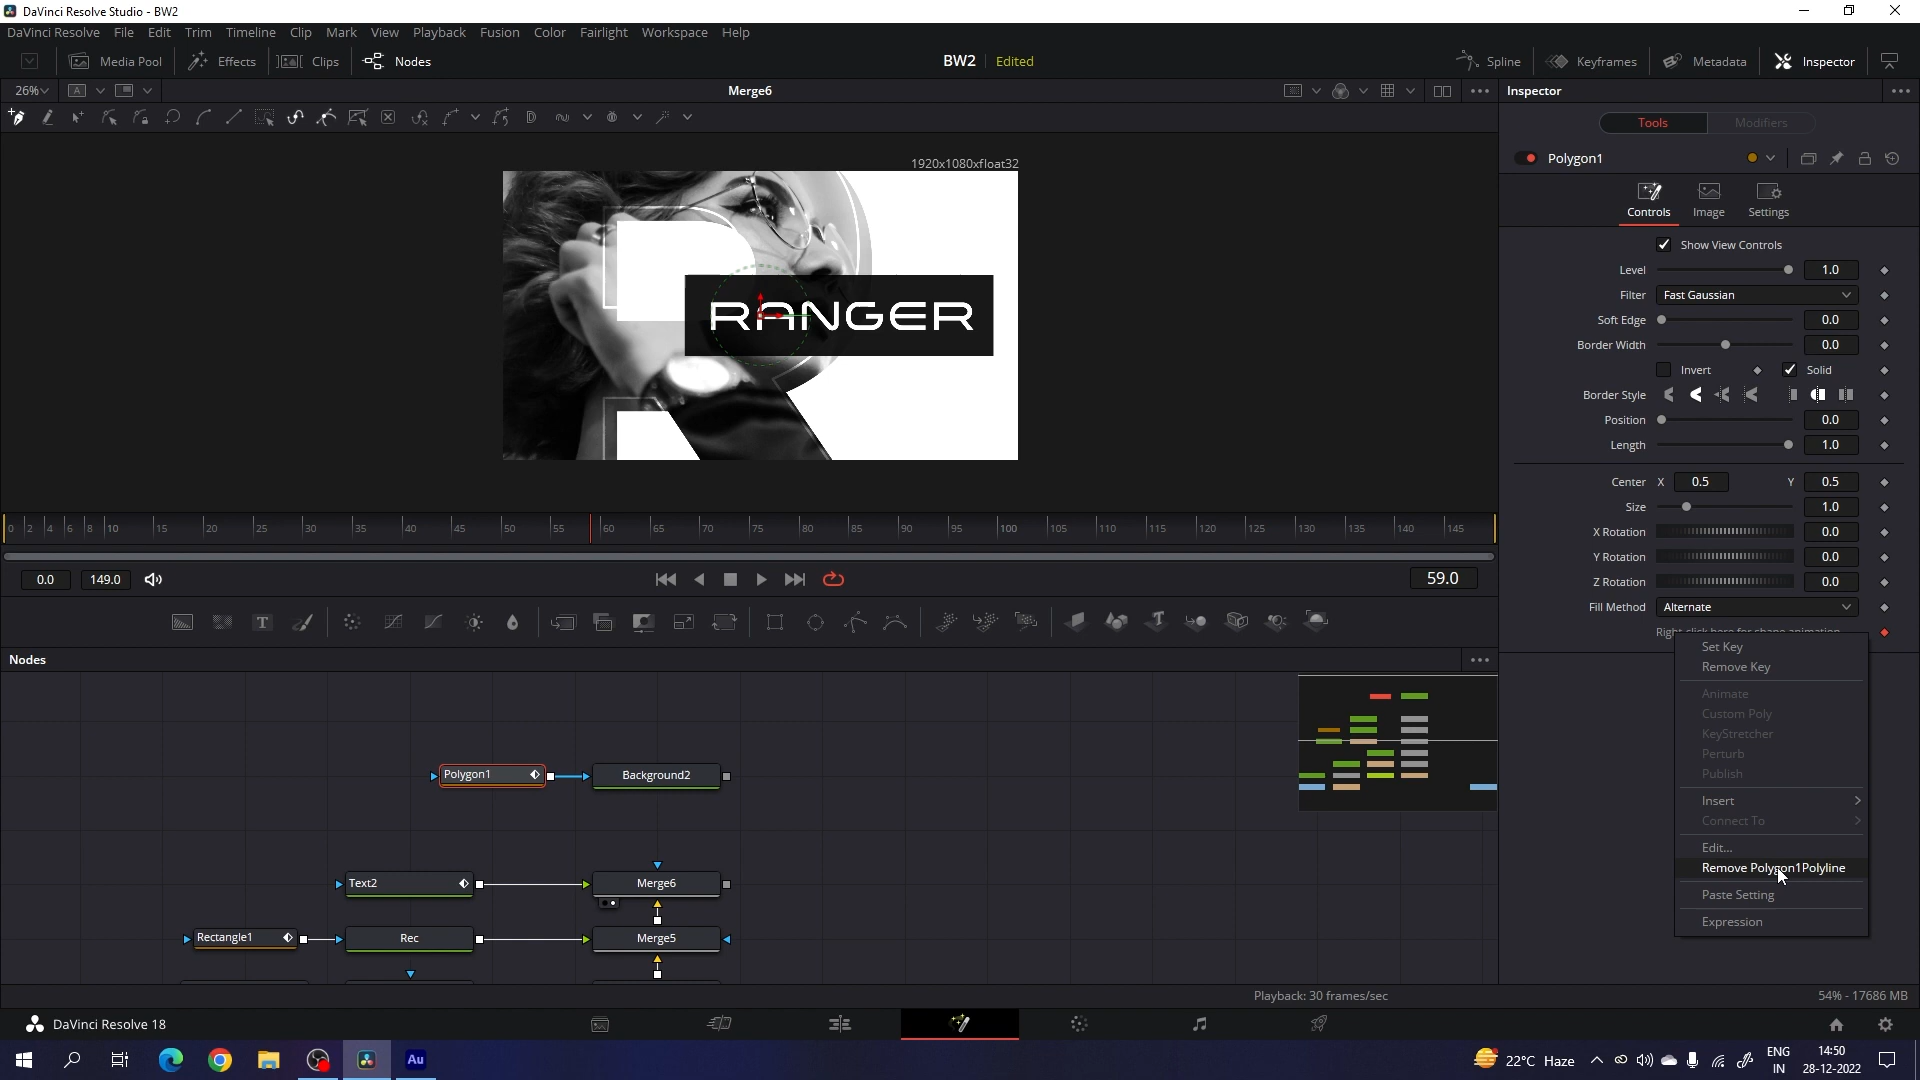 DaVinci Resolve Studio - BW2
DaVinci Resolve File Edit Trim Timeline Clip Mark View Playback Fusion Color Fairlight Workspace Help
Media Pool Effects Clips Nodes BW2 Edited Spline Keyframes Metadata Inspector
26% A Merge6 Inspector
Tools Modifiers
1920x1080xfloat32
Polygon1
Controls Image Settings
Show View Controls
Level 1.0
Filter Fast Gaussian
Soft Edge 0.0
Border Width 0.0
Invert Solid
Border Style
Position 0.0
Length 1.0
RANGER
Center X 0.5 Y 0.5
Size 1.0
X Rotation 0.0
Y Rotation 0.0
Z Rotation 0.0
Fill Method Alternate
Right-click here for shape animation
0 2 4 6 8 10 15 20 25 30 35 40 45 50 55 60 65 70 75 80 85 90 95 100 105 110 115 120 125 130 135 140 145
0.0 149.0 59.0
T
Nodes
Set Key
Remove Key
Animate
Custom Poly
KeyStretcher
Perturb
Publish
Insert
Connect To
Edit...
Remove Polygon1Polyline
Paste Setting
Expression
Polygon1 Background2
Text2 Merge6
Rectangle1 Rec Merge5
Playback: 30 frames/sec 54% - 17686 MB
DaVinci Resolve 18
Au
22°C Haze
ENG
IN
14:50
28-12-2022